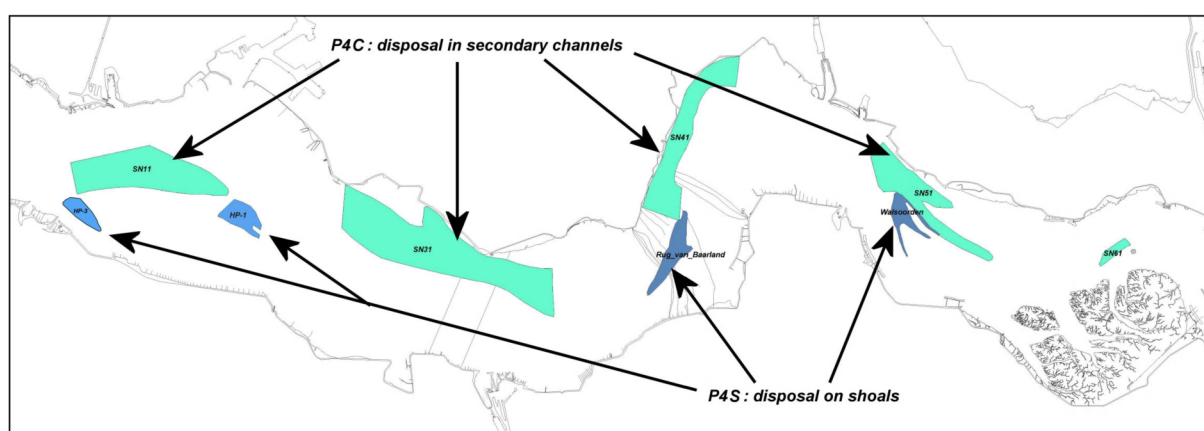 P4C : disposal in secondary channels
SN41
SN11
SN51
HP-3
HP-1
Walsoorden
SN31
Rug_van_Baarland
SN61
P4S : disposal on shoals